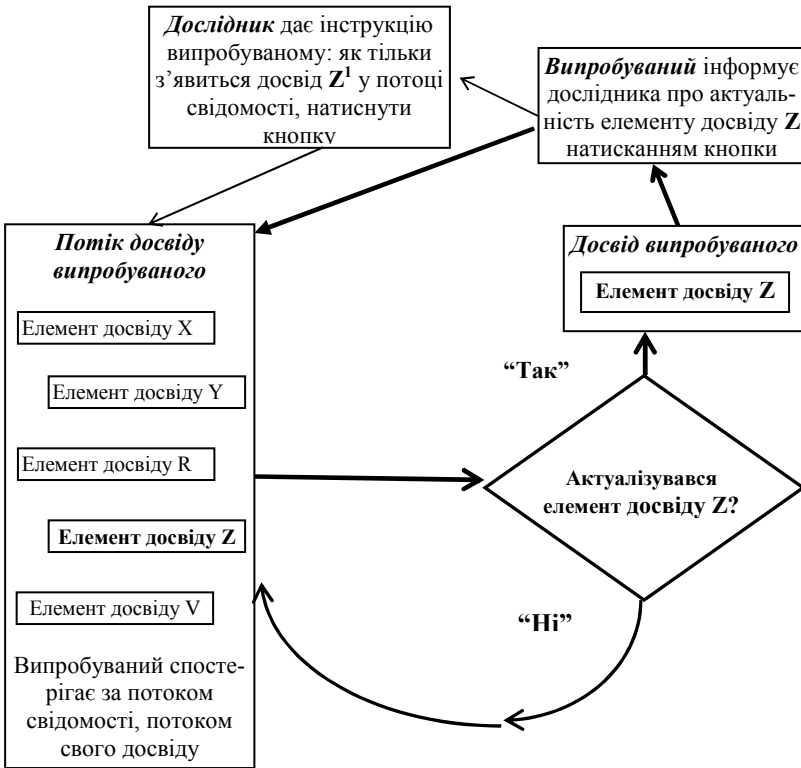 Дослідник дає інструкцію
випробуваному: як тільки
з’явиться досвід Z¹ у потоці
свідомості, натиснути
кнопку
Випробуваний інформує
дослідника про актуаль-
ність елементу досвіду Z
натисканням кнопки
Потік досвіду
випробуваного
Елемент досвіду X
Елемент досвіду Y
Елемент досвіду R
Елемент досвіду Z
Елемент досвіду V
Випробуваний спосте-
рігає за потоком
свідомості, потоком
свого досвіду
Досвід випробуваного
Елемент досвіду Z
“Так”
Актуалізувався
елемент досвіду Z?
“Ні”